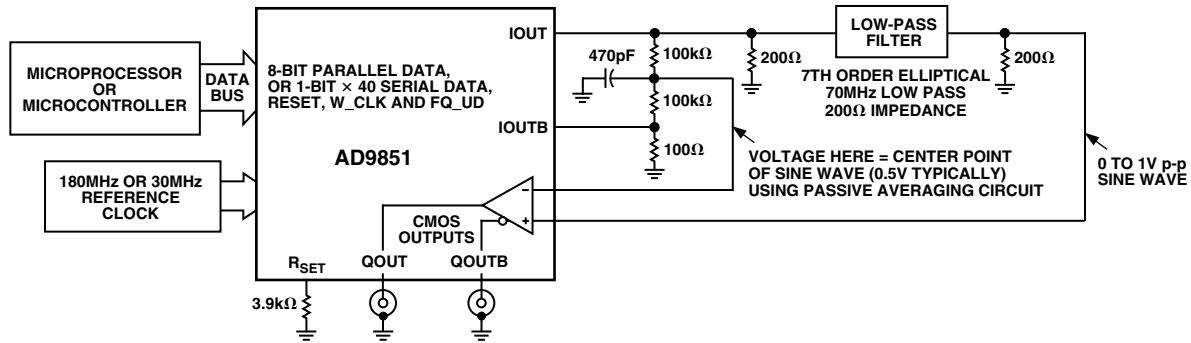 MICROPROCESSOR
OR
MICROCONTROLLER
DATA
BUS
8-BIT PARALLEL DATA,
OR 1-BIT × 40 SERIAL DATA,
RESET, W_CLK AND FQ_UD
AD9851
180MHz OR 30MHz
REFERENCE
CLOCK
IOUT
IOUTB
470pF
100kΩ
100kΩ
100Ω
200Ω
LOW-PASS
FILTER
7TH ORDER ELLIPTICAL
70MHz LOW PASS
200Ω IMPEDANCE
200Ω
VOLTAGE HERE = CENTER POINT
OF SINE WAVE (0.5V TYPICALLY)
USING PASSIVE AVERAGING CIRCUIT
0 TO 1V p-p
SINE WAVE
–
+
CMOS
OUTPUTS
RSET
QOUT
QOUTB
3.9kΩ